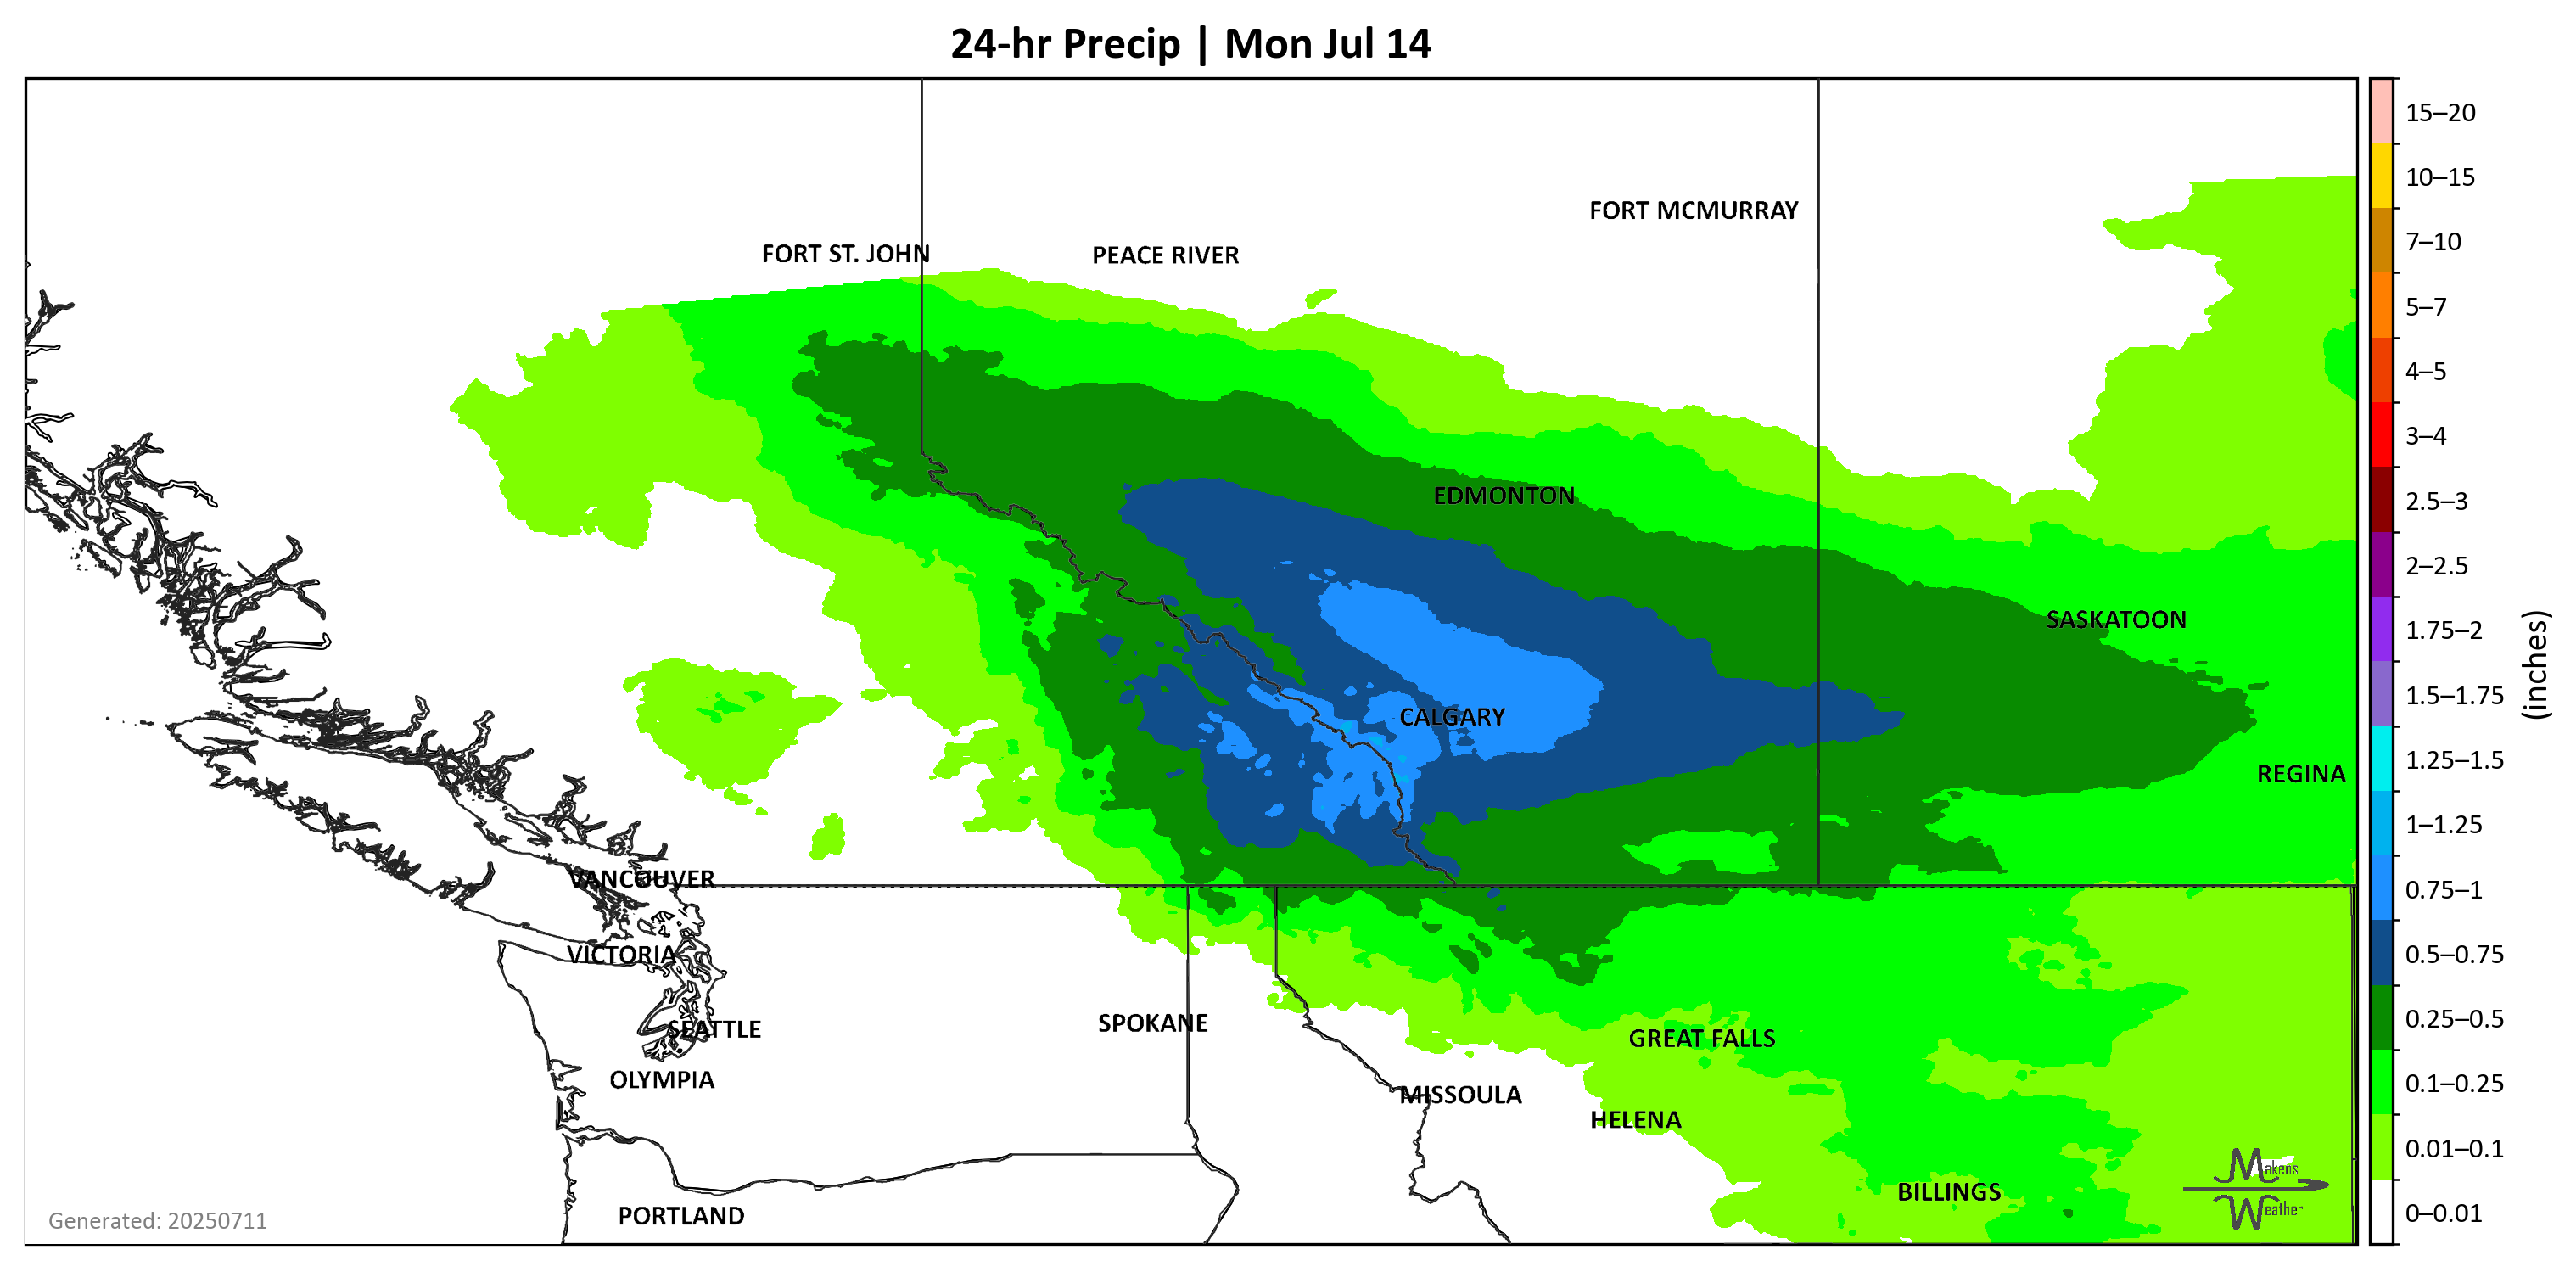 24-hr Precip | Mon Jul 14
FORT MCMURRAY
FORT ST. JOHN
PEACE RIVER
EDMONTON
SASKATOON
CALGARY
REGINA
VANCOUVER
VICTORIA
SEATTLE
SPOKANE
GREAT FALLS
OLYMPIA
MISSOULA
HELENA
BILLINGS
PORTLAND
Makens
Weather
Generated: 20250711
15–20
10–15
7–10
5–7
4–5
3–4
2.5–3
2–2.5
1.75–2
1.5–1.75
1.25–1.5
1–1.25
0.75–1
0.5–0.75
0.25–0.5
0.1–0.25
0.01–0.1
0–0.01
(inches)